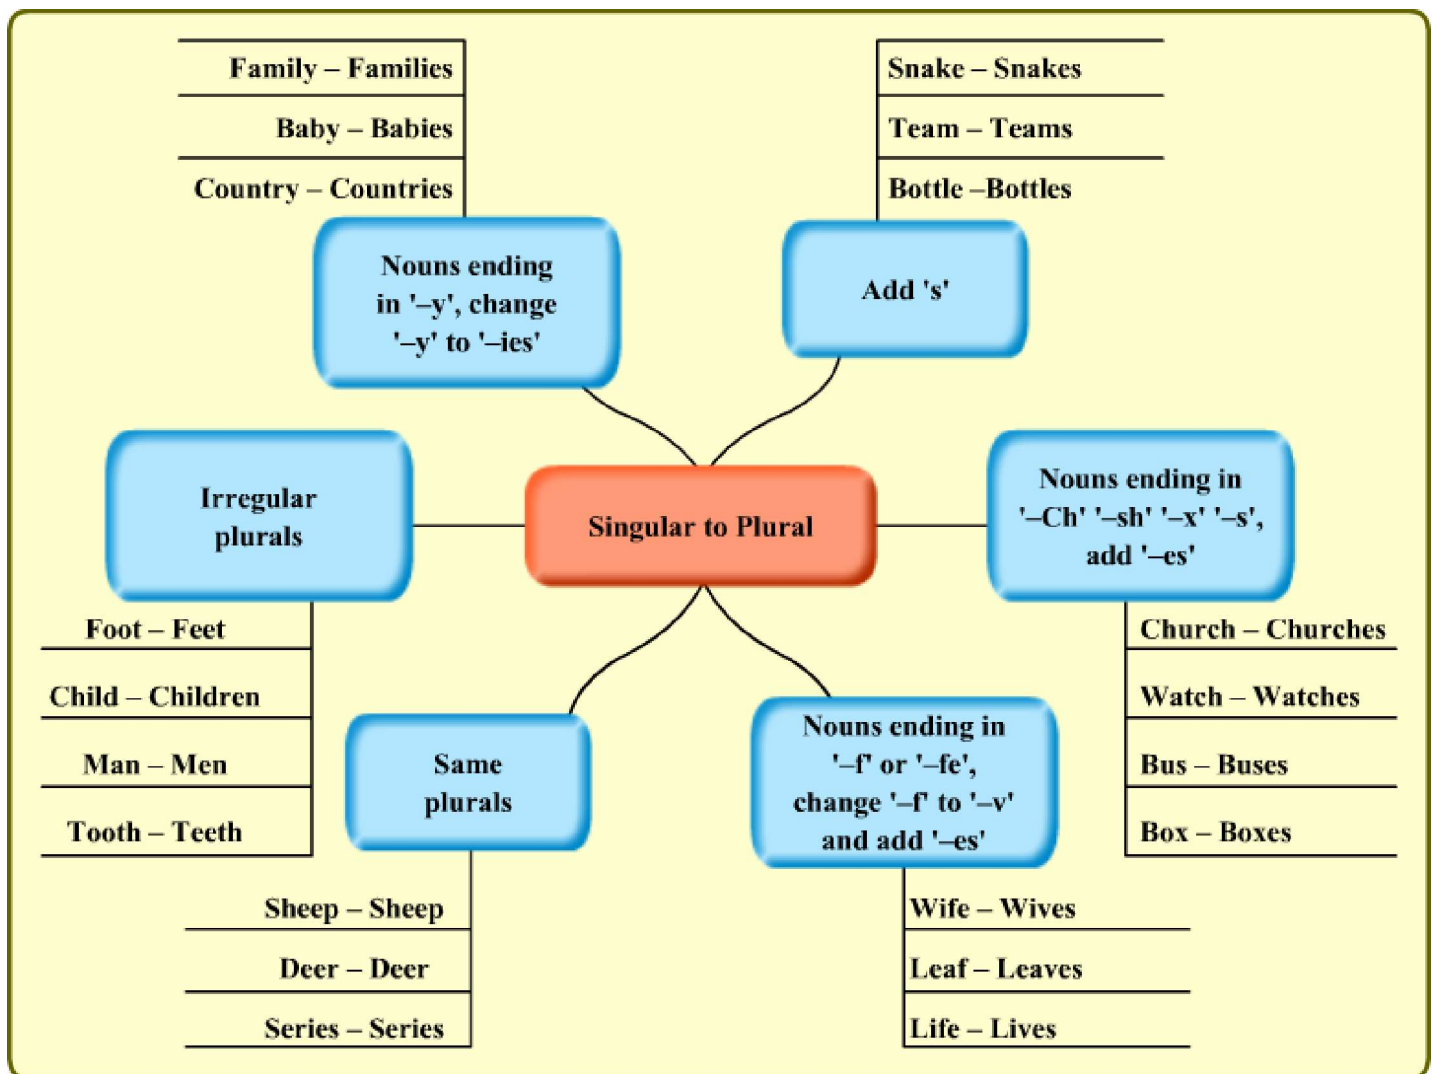 Family – Families
Baby – Babies
Country – Countries
Nouns ending
in '–y', change
'–y' to '–ies'
Snake – Snakes
Team – Teams
Bottle –Bottles
Add 's'
Irregular
plurals
Foot – Feet
Child – Children
Man – Men
Tooth – Teeth
Singular to Plural
Nouns ending in
'–Ch' '–sh' '–x' '–s',
add '–es'
Church – Churches
Watch – Watches
Bus – Buses
Box – Boxes
Same
plurals
Sheep – Sheep
Deer – Deer
Series – Series
Nouns ending in
'–f' or '–fe',
change '–f' to '–v'
and add '–es'
Wife – Wives
Leaf – Leaves
Life – Lives